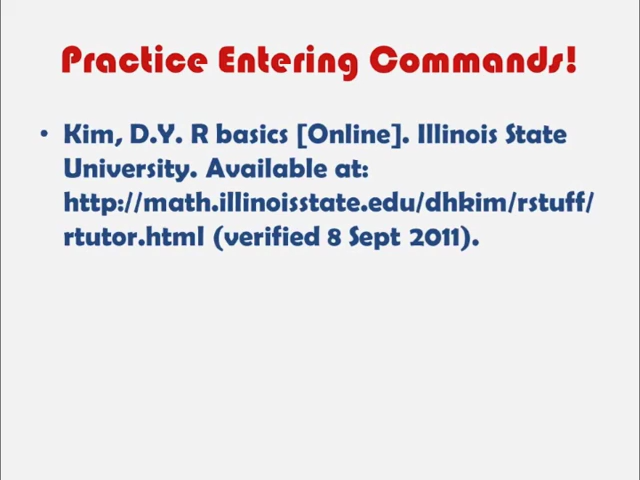 Practice Entering Commands!
• Kim, D.Y. R basics [Online]. Illinois State
University. Available at:
http://math.illinoisstate.edu/dhkim/rstuff/
rtutor.html (verified 8 Sept 2011).